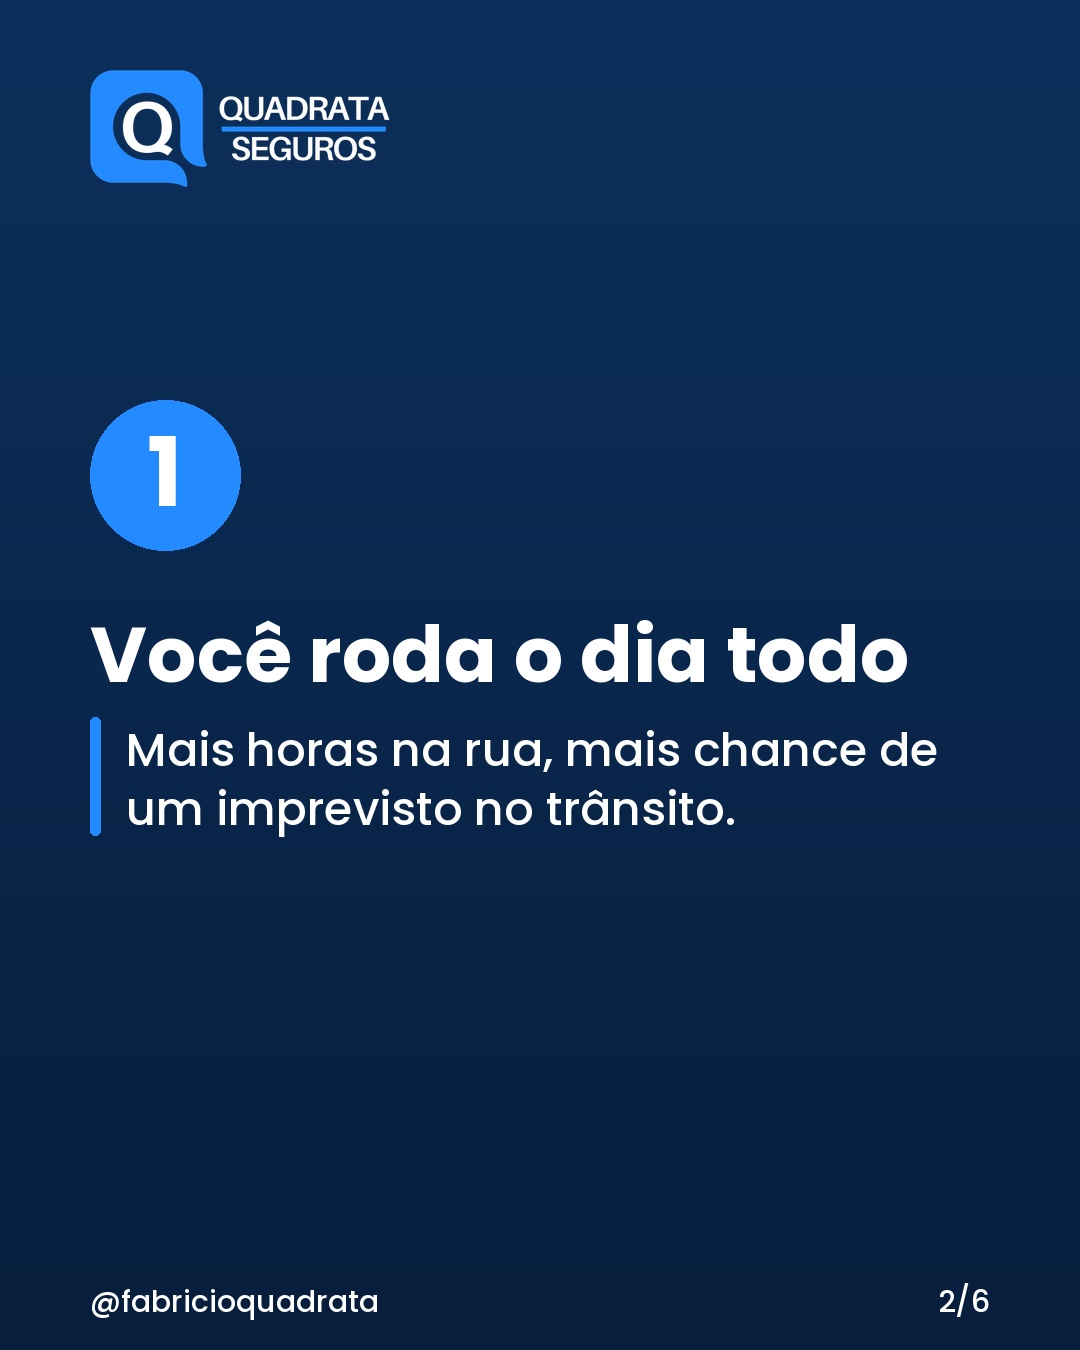 Q
QUADRATA
SEGUROS
1
Você roda o dia todo
Mais horas na rua, mais chance de
um imprevisto no trânsito.
@fabricioquadrata
2/6